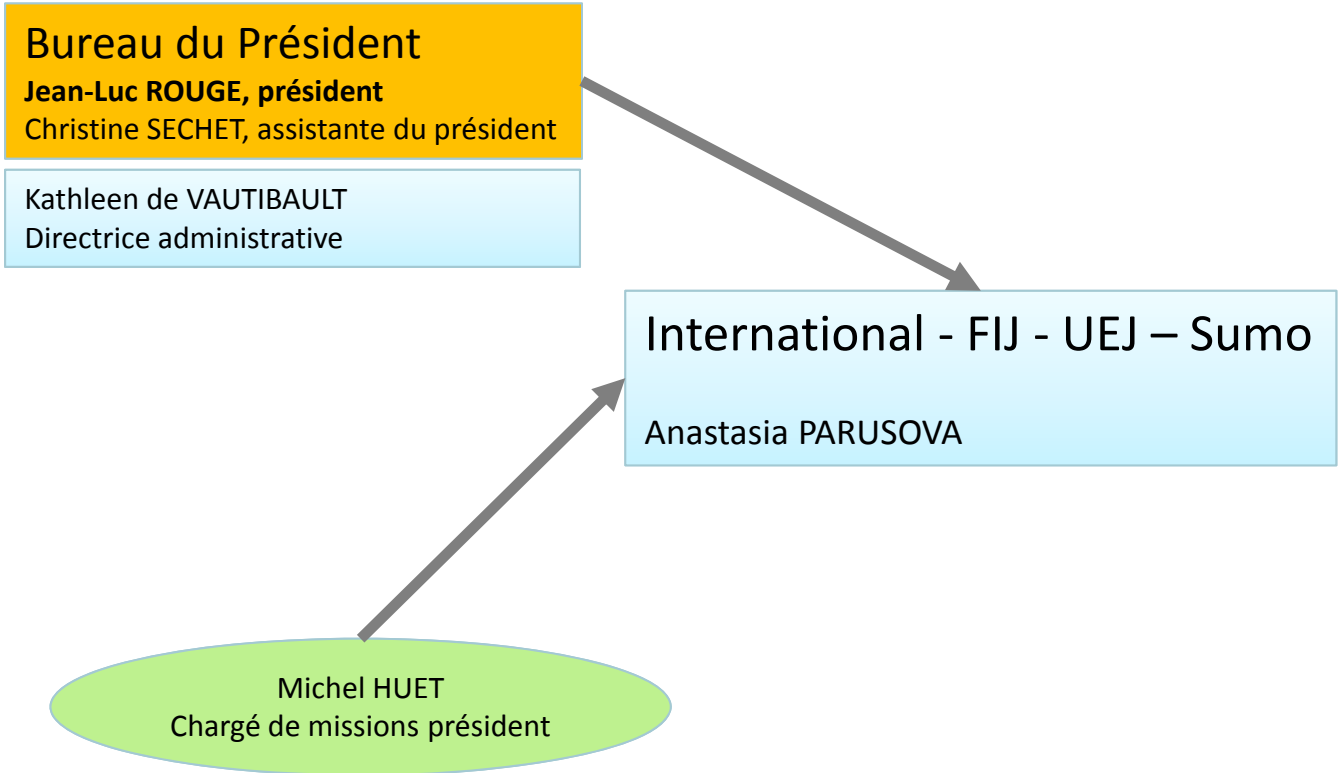 Bureau du Président
Jean-Luc ROUGE, président
Christine SECHET, assistante du président
Kathleen de VAUTIBAULT
Directrice administrative
International - FIJ - UEJ – Sumo
Anastasia PARUSOVA
Michel HUET
Chargé de missions président